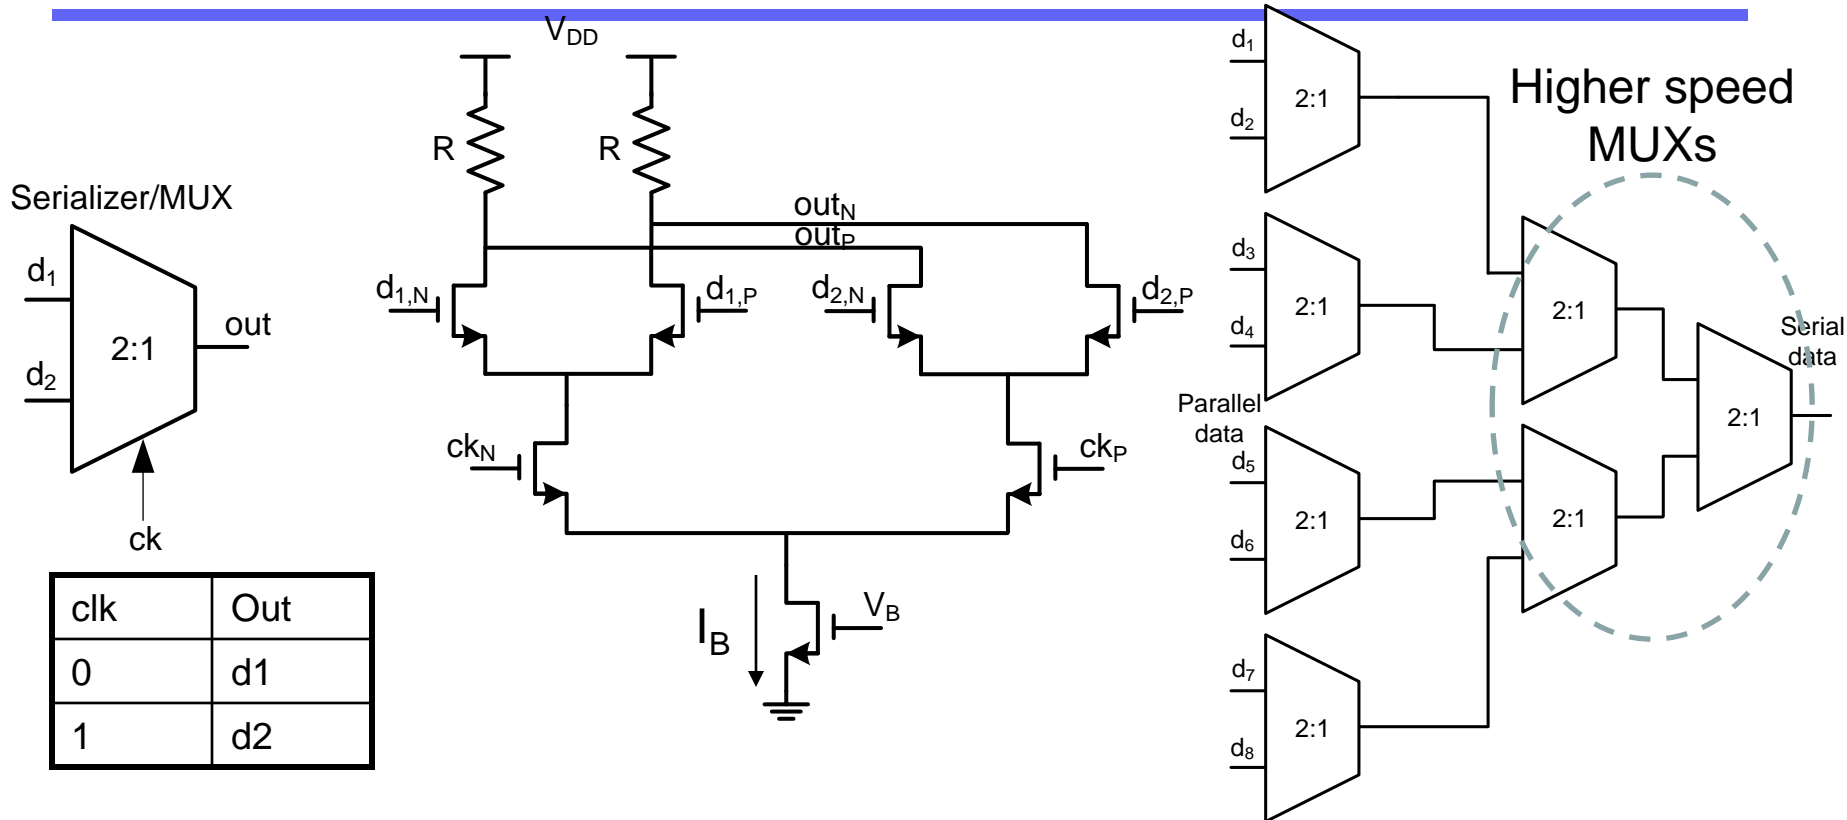 Serializer/MUX
d1
d2
2:1
out
ck
clk Out
0 d1
1 d2
VDD
R R
outN
outP
d1,N d1,P d2,N d2,P
ckN ckP
IB
VB
Higher speed
MUXs
Parallel
data
d1
d2
2:1
d3
d4
2:1
d5
d6
2:1
d7
d8
2:1
2:1
2:1
2:1
Serial
data